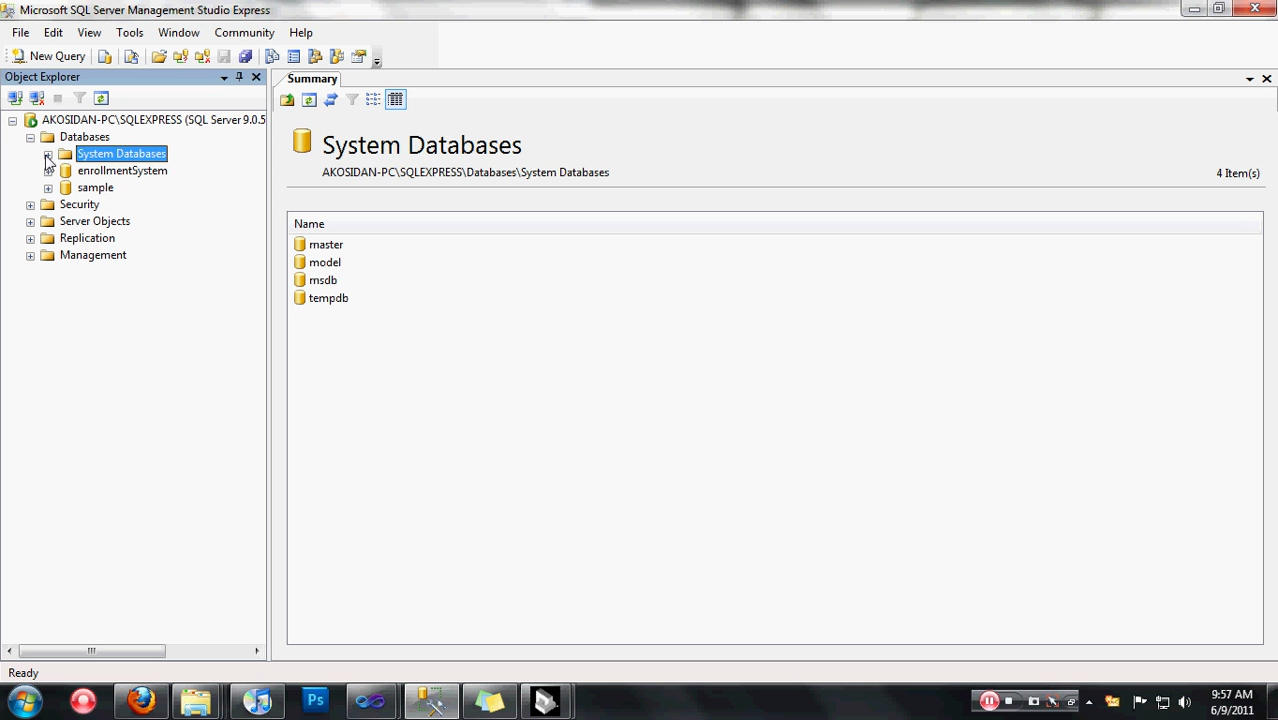 Microsoft SQL Server Management Studio Express
File Edit View Tools Window Community Help
New Query
Object Explorer
AKOSIDAN-PC\SQLEXPRESS (SQL Server 9.0.5
Databases
System Databases
enrollmentSystem
sample
Security
Server Objects
Replication
Management
Summary
System Databases
AKOSIDAN-PC\SQLEXPRESS\Databases\System Databases
4 Item(s)
Name
master
model
msdb
tempdb
Ready
Ps
9:57 AM
6/9/2011